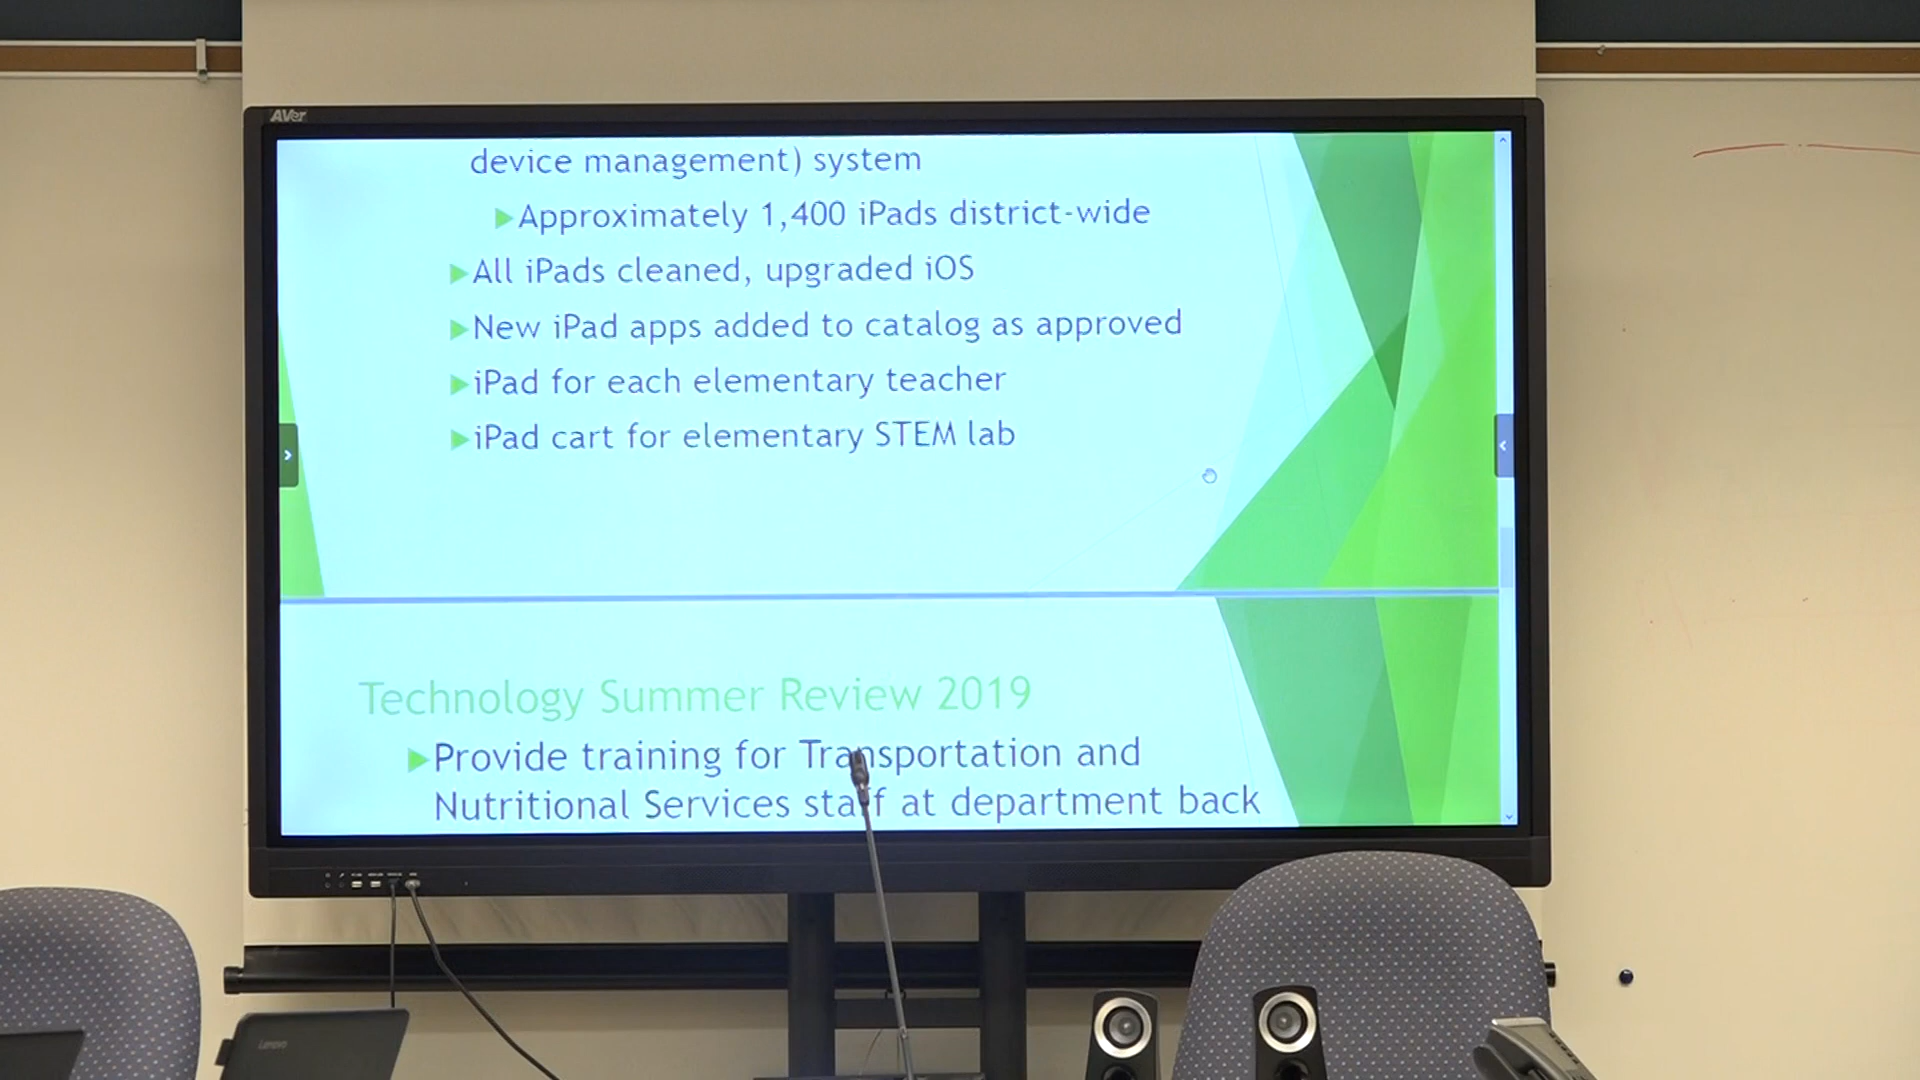 AVer
device management) system
Approximately 1,400 iPads district-wide
All iPads cleaned, upgraded iOS
New iPad apps added to catalog as approved
iPad for each elementary teacher
iPad cart for elementary STEM lab
Technology Summer Review 2019
Provide training for Transportation and
Nutritional Services staff at department back
Lenovo